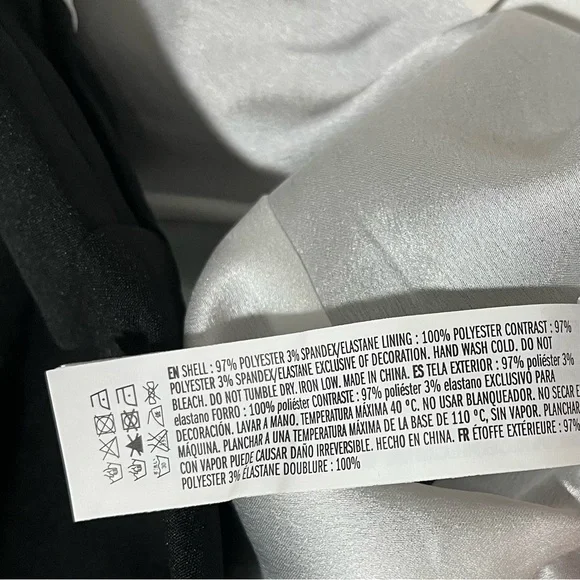 EN SHELL : 97% POLYESTER 3% SPANDEX/ELASTANE LINING : 100% POLYESTER CONTRAST : 97%
POLYESTER 3% SPANDEX/ELASTANE EXCLUSIVE OF DECORATION. HAND WASH COLD. DO NOT
BLEACH. DO NOT TUMBLE DRY. IRON LOW. MADE IN CHINA. ES TELA EXTERIOR : 97% poliéster 3%
elastano FORRO : 100% poliéster CONTRASTE : 97% poliéster 3% elastano EXCLUSIVO PARA
DECORACIÓN. LAVAR A MANO. TEMPERATURA MÁXIMA 40 °C. NO USAR BLANQUEADOR. NO SECAR E
MÁQUINA. PLANCHAR A UNA TEMPERATURA MÁXIMA DE LA BASE DE 110 °C, SIN VAPOR. PLANCHAR
CON VAPOR PUEDE CAUSAR DAÑO IRREVERSIBLE. HECHO EN CHINA. FR ÉTOFFE EXTÉRIEURE : 97%
POLYESTER 3% ÉLASTANE DOUBLURE : 100%